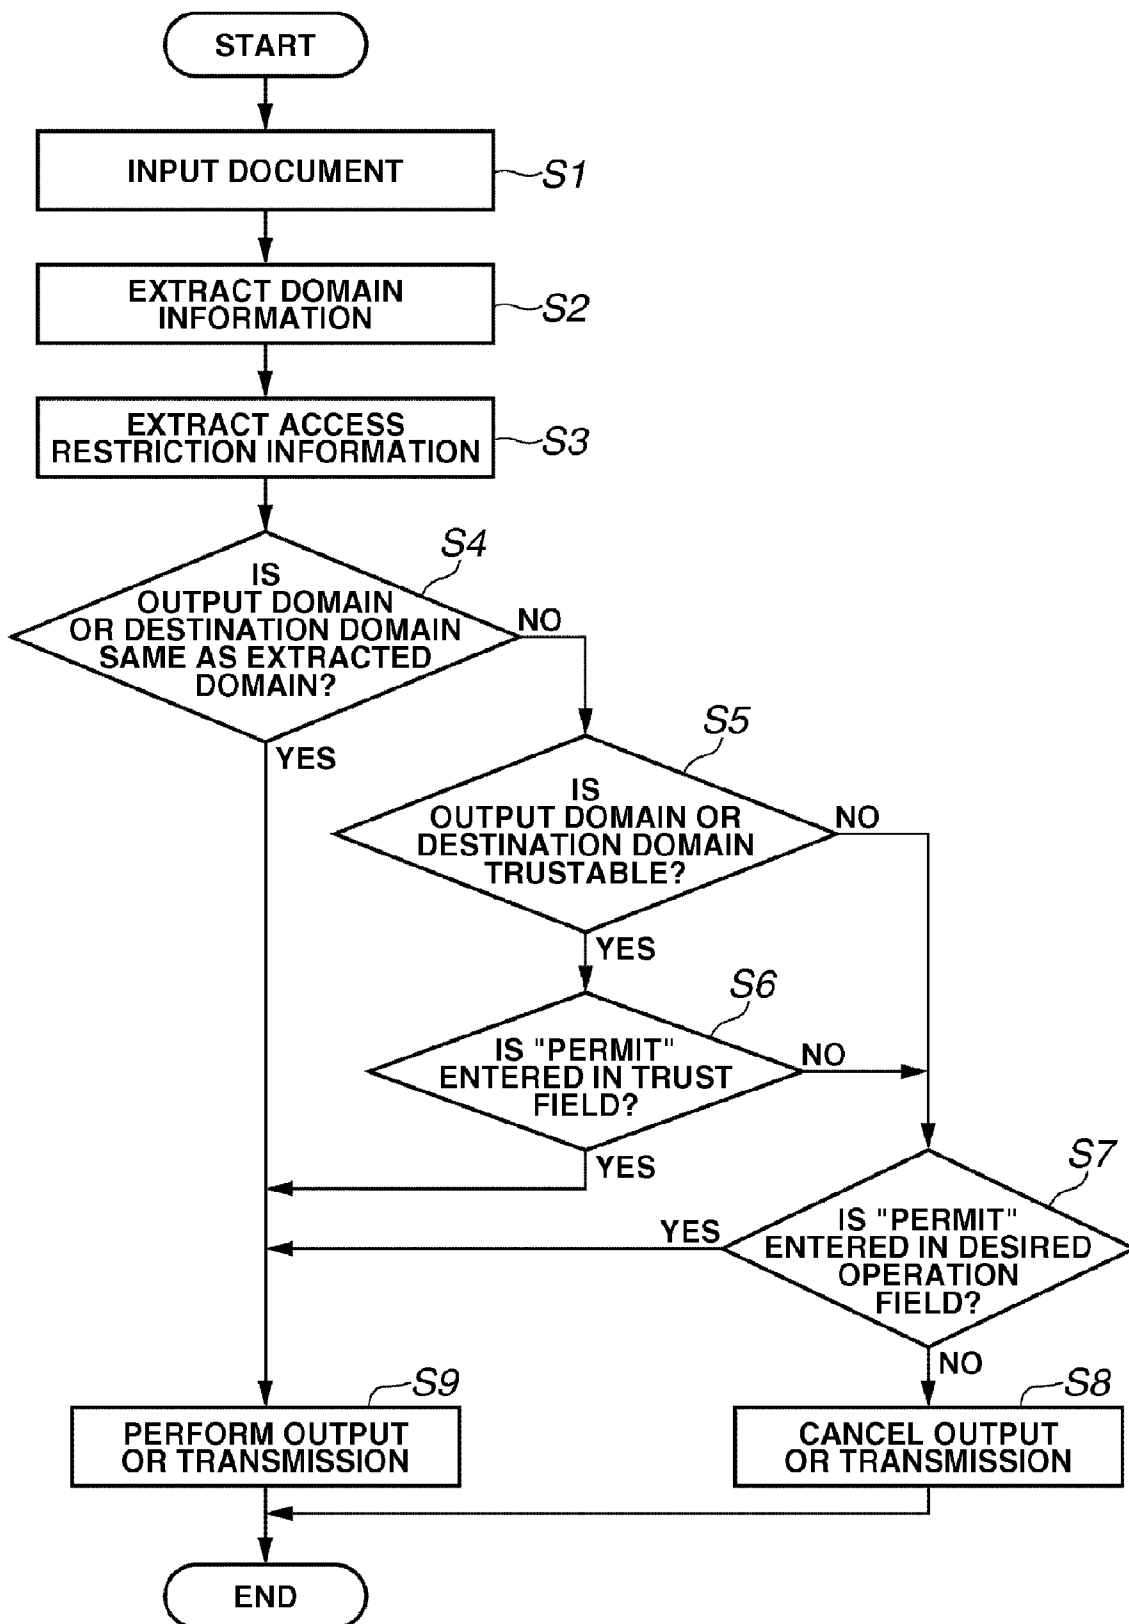 START
INPUT DOCUMENT
S1
EXTRACT DOMAIN
INFORMATION
S2
EXTRACT ACCESS
RESTRICTION INFORMATION
S3
S4
IS
OUTPUT DOMAIN
OR DESTINATION DOMAIN
SAME AS EXTRACTED
DOMAIN?
NO
YES
S5
IS
OUTPUT DOMAIN OR
DESTINATION DOMAIN
TRUSTABLE?
NO
YES
S6
IS "PERMIT"
ENTERED IN TRUST
FIELD?
NO
YES
S7
IS "PERMIT"
ENTERED IN DESIRED
OPERATION
FIELD?
YES
NO
S9
PERFORM OUTPUT
OR TRANSMISSION
S8
CANCEL OUTPUT
OR TRANSMISSION
END